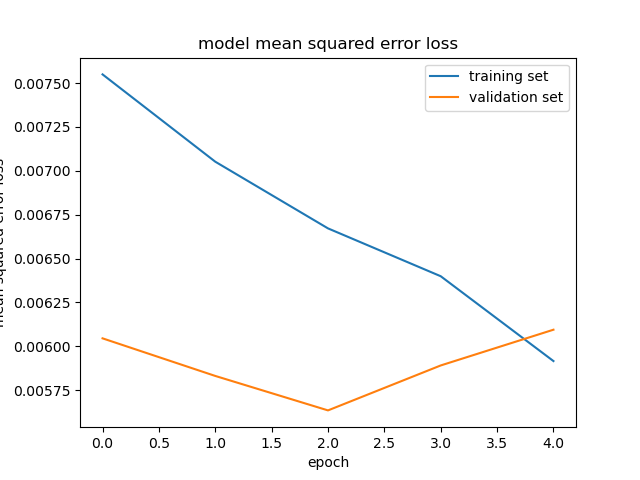 model mean squared error loss
training set
validation set
0.00750
0.00725
0.00700
0.00675
0.00650
0.00625
0.00600
0.00575
squared error
0.0 0.5 1.0 1.5 2.0 2.5 3.0 3.5 4.0
epoch